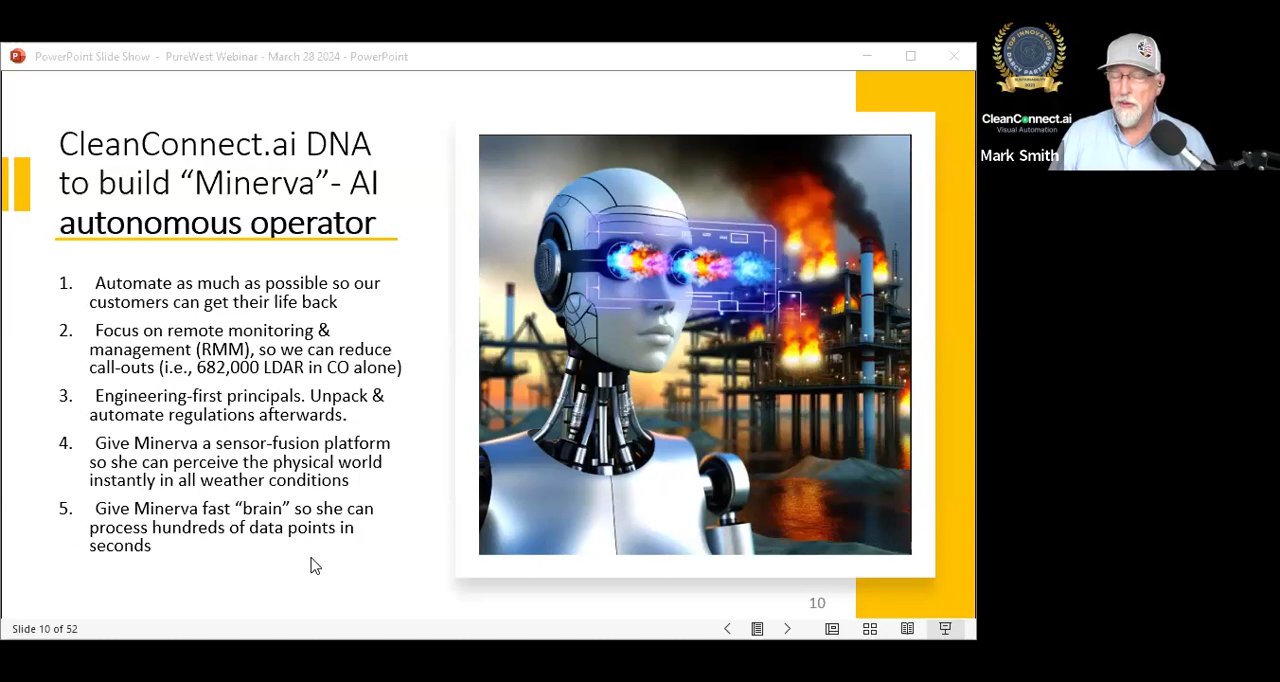 PowerPoint Slide Show - PureWest Webinar - March 28 2024 - PowerPoint
CleanConnect.ai DNA
to build “Minerva”- AI
autonomous operator
1. Automate as much as possible so our
customers can get their life back
2. Focus on remote monitoring &
management (RMM), so we can reduce
call-outs (i.e., 682,000 LDAR in CO alone)
3. Engineering-first principals. Unpack &
automate regulations afterwards.
4. Give Minerva a sensor-fusion platform
so she can perceive the physical world
instantly in all weather conditions
5. Give Minerva fast “brain” so she can
process hundreds of data points in
seconds
10
Slide 10 of 52
TOP INNOVATOR
DARCY PARTNERS
CleanConnect.ai
Visual Automation
Mark Smith